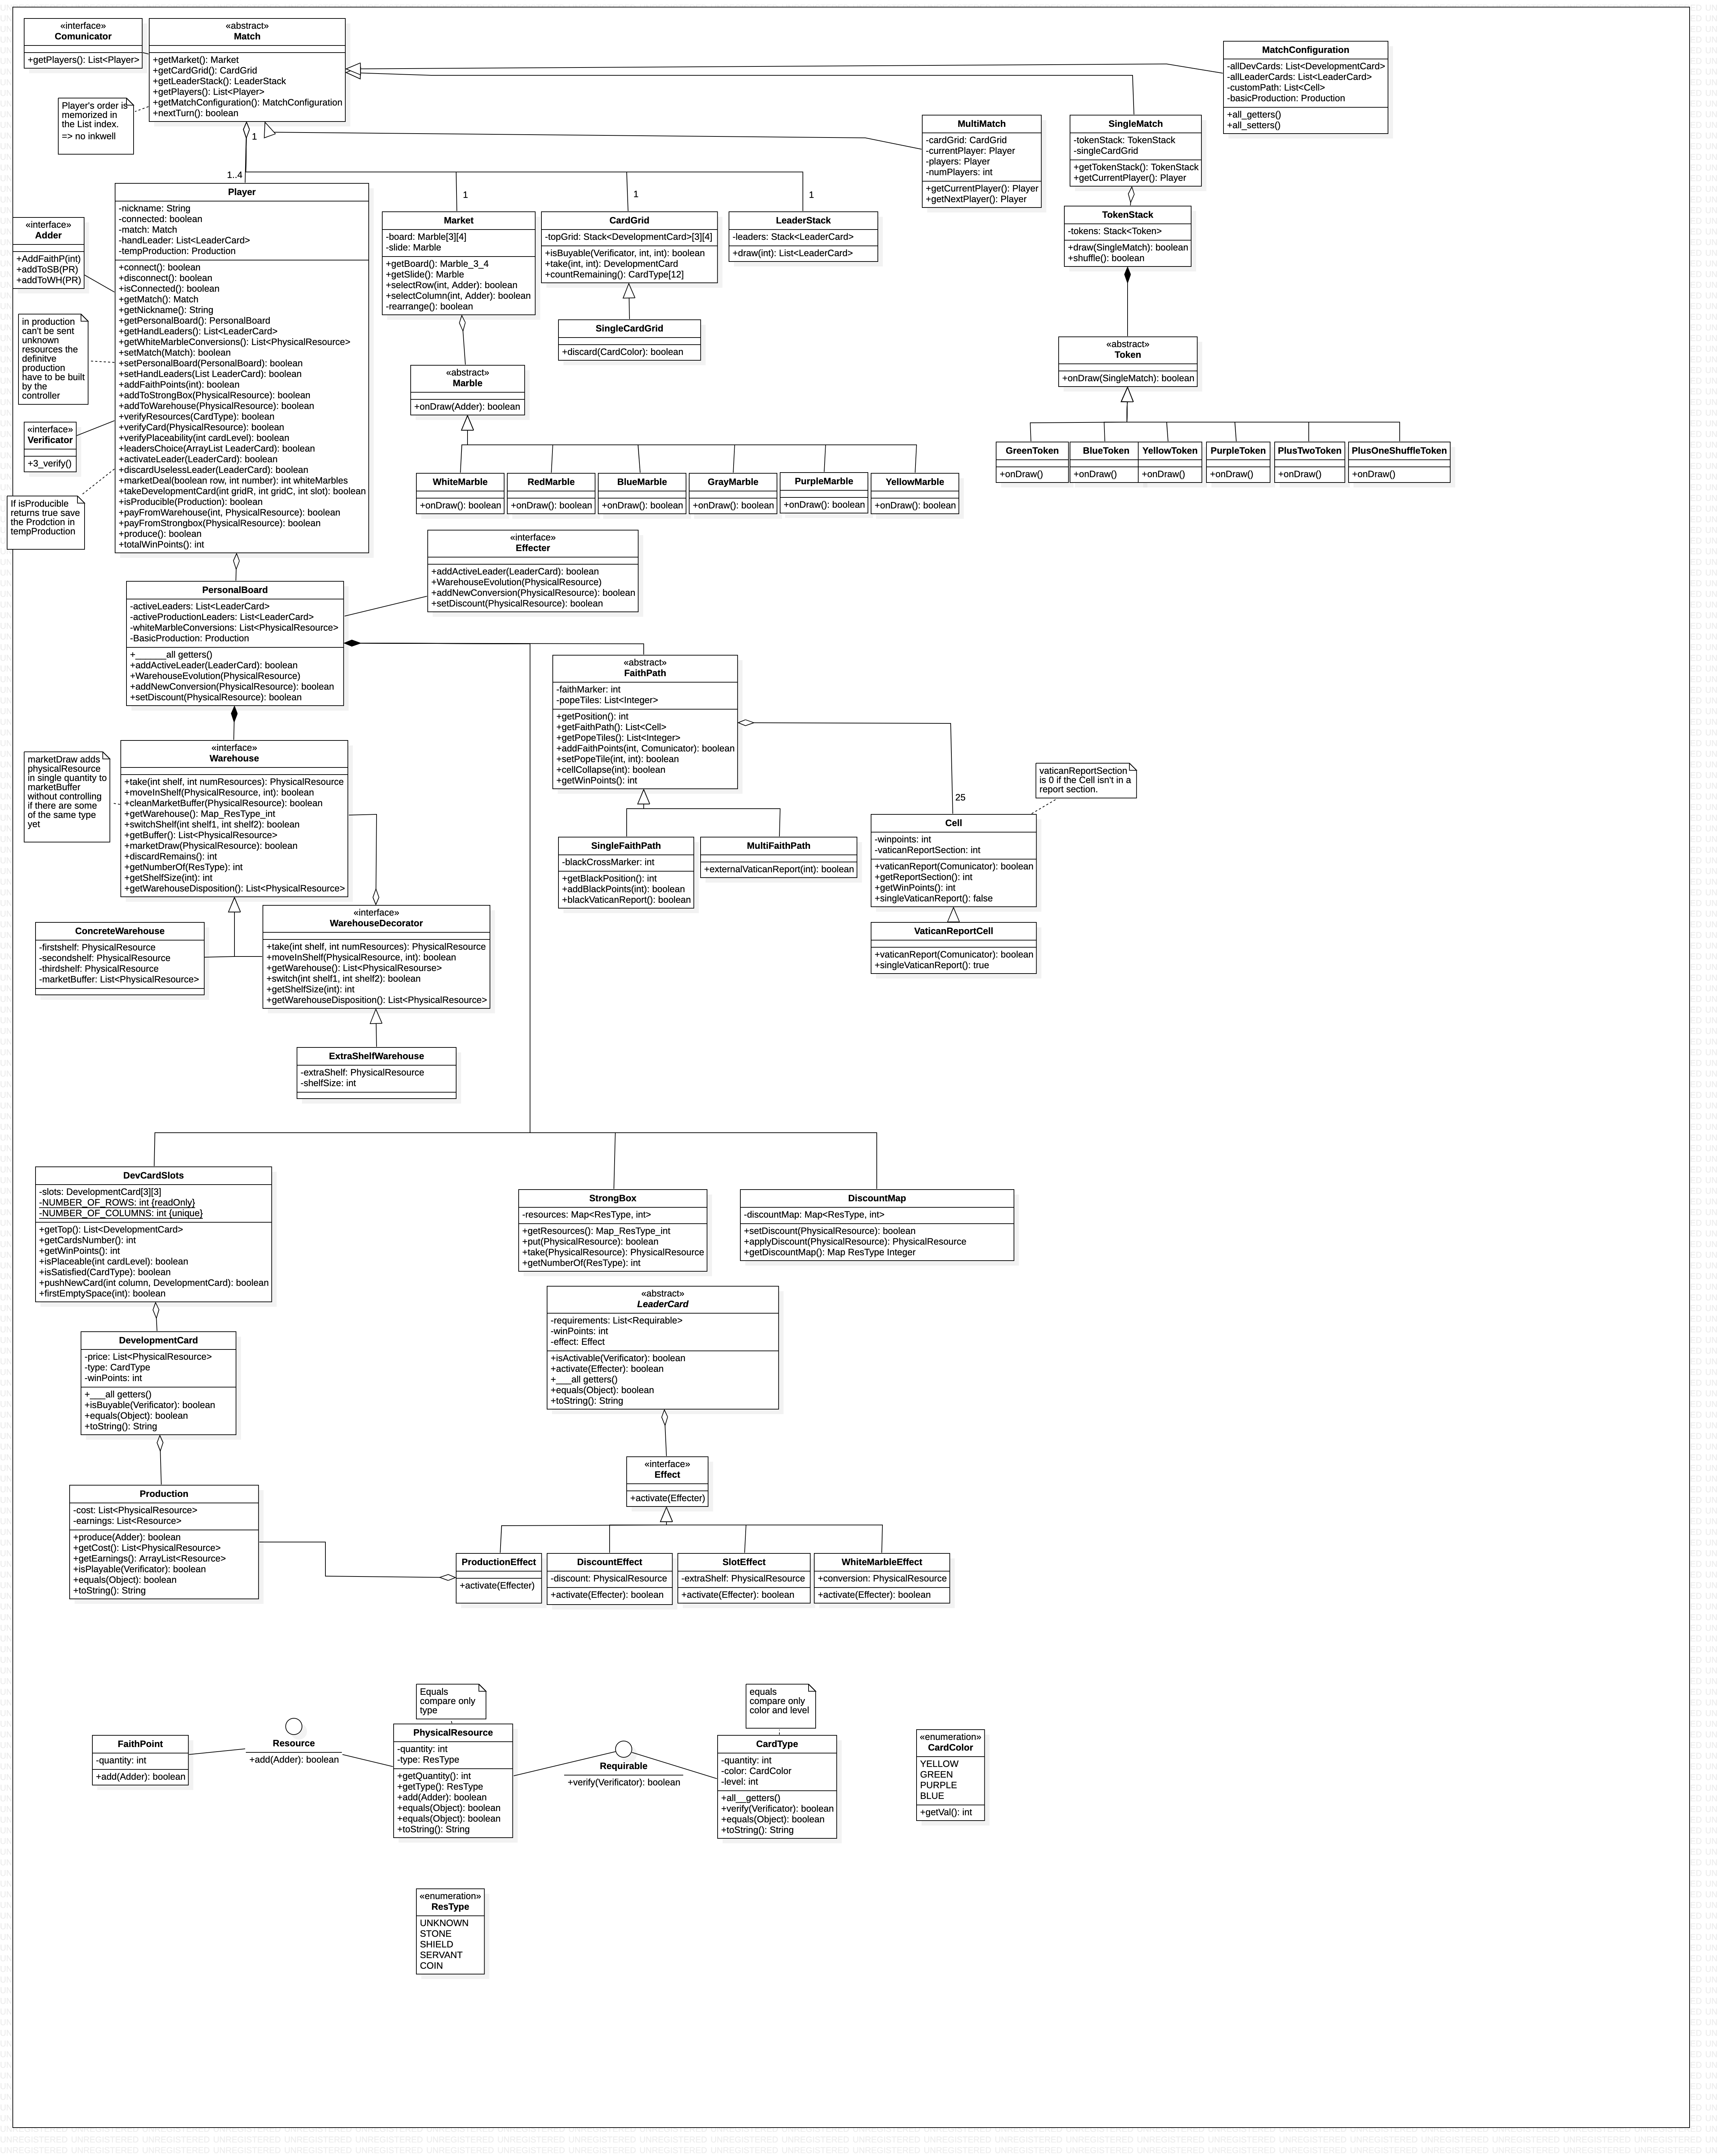 «interface»
Comunicator
+getPlayers(): List<Player>
«abstract»
Match
+getMarket(): Market
+getCardGrid(): CardGrid
+getLeaderStack(): LeaderStack
+getPlayers(): List<Player>
+getMatchConfiguration(): MatchConfiguration
+nextTurn(): boolean
MatchConfiguration
-allDevCards: List<DevelopmentCard>
-allLeaderCards: List<LeaderCard>
-customPath: List<Cell>
-basicProduction: Production
+all_getters()
+all_setters()
Player's order is
memorized in
the List index.
=> no inkwell
1
1..4
1
1
1
MultiMatch
-cardGrid: CardGrid
-currentPlayer: Player
-players: Player
-numPlayers: int
+getCurrentPlayer(): Player
+getNextPlayer(): Player
SingleMatch
-tokenStack: TokenStack
-singleCardGrid
+getTokenStack(): TokenStack
+getCurrentPlayer(): Player
Player
-nickname: String
-connected: boolean
-match: Match
-handLeader: List<LeaderCard>
-tempProduction: Production
+connect(): boolean
+disconnect(): boolean
+isConnected(): boolean
+getMatch(): Match
+getNickname(): String
+getPersonalBoard(): PersonalBoard
+getHandLeaders(): List<LeaderCard>
+getWhiteMarbleConversions(): List<PhysicalResource>
+setMatch(Match): boolean
+setPersonalBoard(PersonalBoard): boolean
+setHandLeaders(List LeaderCard): boolean
+addFaithPoints(int): boolean
+addToStrongBox(PhysicalResource): boolean
+addToWarehouse(PhysicalResource): boolean
+verifyResources(CardType): boolean
+verifyCard(PhysicalResource): boolean
+verifyPlaceability(int cardLevel): boolean
+leadersChoice(ArrayList LeaderCard): boolean
+activateLeader(LeaderCard): boolean
+discardUselessLeader(LeaderCard): boolean
+marketDeal(boolean row, int number): int whiteMarbles
+takeDevelopmentCard(int gridR, int gridC, int slot): boolean
+isProducible(Production): boolean
+payFromWarehouse(int, PhysicalResource): boolean
+payFromStrongbox(PhysicalResource): boolean
+produce(): boolean
+totalWinPoints(): int
«interface»
Adder
+AddFaithP(int)
+addToSB(PR)
+addToWH(PR)
in production
can't be sent
unknown
resources the
definitve
production
have to be built
by the
controller
«interface»
Verificator
+3_verify()
If isProducible
returns true save
the Prodction in
tempProduction
Market
-board: Marble[3][4]
-slide: Marble
+getBoard(): Marble_3_4
+getSlide(): Marble
+selectRow(int, Adder): boolean
+selectColumn(int, Adder): boolean
-rearrange(): boolean
CardGrid
-topGrid: Stack<DevelopmentCard>[3][4]
+isBuyable(Verificator, int, int): boolean
+take(int, int): DevelopmentCard
+countRemaining(): CardType[12]
LeaderStack
-leaders: Stack<LeaderCard>
+draw(int): List<LeaderCard>
TokenStack
-tokens: Stack<Token>
+draw(SingleMatch): boolean
+shuffle(): boolean
SingleCardGrid
+discard(CardColor): boolean
«abstract»
Marble
+onDraw(Adder): boolean
«abstract»
Token
+onDraw(SingleMatch): boolean
WhiteMarble
+onDraw(): boolean
RedMarble
+onDraw(): boolean
BlueMarble
+onDraw(): boolean
GrayMarble
+onDraw(): boolean
PurpleMarble
+onDraw(): boolean
YellowMarble
+onDraw(): boolean
GreenToken
+onDraw()
BlueToken
+onDraw()
YellowToken
+onDraw()
PurpleToken
+onDraw()
PlusTwoToken
+onDraw()
PlusOneShuffleToken
+onDraw()
«interface»
Effecter
+addActiveLeader(LeaderCard): boolean
+WarehouseEvolution(PhysicalResource)
+addNewConversion(PhysicalResource): boolean
+setDiscount(PhysicalResource): boolean
PersonalBoard
-activeLeaders: List<LeaderCard>
-activeProductionLeaders: List<LeaderCard>
-whiteMarbleConversions: List<PhysicalResource>
-BasicProduction: Production
+______all getters()
+addActiveLeader(LeaderCard): boolean
+WarehouseEvolution(PhysicalResource)
+addNewConversion(PhysicalResource): boolean
+setDiscount(PhysicalResource): boolean
«abstract»
FaithPath
-faithMarker: int
-popeTiles: List<Integer>
+getPosition(): int
+getFaithPath(): List<Cell>
+getPopeTiles(): List<Integer>
+addFaithPoints(int, Comunicator): boolean
+setPopeTile(int, int): boolean
+cellCollapse(int): boolean
+getWinPoints(): int
«interface»
Warehouse
+take(int shelf, int numResources): PhysicalResource
+moveInShelf(PhysicalResource, int): boolean
+cleanMarketBuffer(PhysicalResource): boolean
+getWarehouse(): Map_ResType_int
+switchShelf(int shelf1, int shelf2): boolean
+getBuffer(): List<PhysicalResource>
+marketDraw(PhysicalResource): boolean
+discardRemains(): int
+getNumberOf(ResType): int
+getShelfSize(int): int
+getWarehouseDisposition(): List<PhysicalResource>
marketDraw adds
physicalResource
in single quantity to
marketBuffer
without controlling
if there are some
of the same type
yet
vaticanReportSection
is 0 if the Cell isn't in a
report section.
25
Cell
-winpoints: int
-vaticanReportSection: int
+vaticanReport(Comunicator): boolean
+getReportSection(): int
+getWinPoints(): int
+singleVaticanReport(): false
SingleFaithPath
-blackCrossMarker: int
+getBlackPosition(): int
+addBlackPoints(int): boolean
+blackVaticanReport(): boolean
MultiFaithPath
+externalVaticanReport(int): boolean
VaticanReportCell
+vaticanReport(Comunicator): boolean
+singleVaticanReport(): true
ConcreteWarehouse
-firstshelf: PhysicalResource
-secondshelf: PhysicalResource
-thirdshelf: PhysicalResource
-marketBuffer: List<PhysicalResource>
«interface»
WarehouseDecorator
+take(int shelf, int numResources): PhysicalResource
+moveInShelf(PhysicalResource, int): boolean
+getWarehouse(): List<PhysicalResourse>
+switch(int shelf1, int shelf2): boolean
+getShelfSize(int): int
+getWarehouseDisposition(): List<PhysicalResource>
ExtraShelfWarehouse
-extraShelf: PhysicalResource
-shelfSize: int
DevCardSlots
-slots: DevelopmentCard[3][3]
-NUMBER_OF_ROWS: int {readOnly}
-NUMBER_OF_COLUMNS: int {unique}
+getTop(): List<DevelopmentCard>
+getCardsNumber(): int
+getWinPoints(): int
+isPlaceable(int cardLevel): boolean
+isSatisfied(CardType): boolean
+pushNewCard(int column, DevelopmentCard): boolean
+firstEmptySpace(int): boolean
StrongBox
-resources: Map<ResType, int>
+getResources(): Map_ResType_int
+put(PhysicalResource): boolean
+take(PhysicalResource): PhysicalResource
+getNumberOf(ResType): int
DiscountMap
-discountMap: Map<ResType, int>
+setDiscount(PhysicalResource): boolean
+applyDiscount(PhysicalResource): PhysicalResource
+getDiscountMap(): Map ResType Integer
«abstract»
LeaderCard
-requirements: List<Requirable>
-winPoints: int
-effect: Effect
+isActivable(Verificator): boolean
+activate(Effecter): boolean
+___all getters()
+equals(Object): boolean
+toString(): String
DevelopmentCard
-price: List<PhysicalResource>
-type: CardType
-winPoints: int
+___all getters()
+isBuyable(Verificator): boolean
+equals(Object): boolean
+toString(): String
«interface»
Effect
+activate(Effecter)
Production
-cost: List<PhysicalResource>
-earnings: List<Resource>
+produce(Adder): boolean
+getCost(): List<PhysicalResource>
+getEarnings(): ArrayList<Resource>
+isPlayable(Verificator): boolean
+equals(Object): boolean
+toString(): String
ProductionEffect
+activate(Effecter)
DiscountEffect
-discount: PhysicalResource
+activate(Effecter): boolean
SlotEffect
-extraShelf: PhysicalResource
+activate(Effecter): boolean
WhiteMarbleEffect
+conversion: PhysicalResource
+activate(Effecter): boolean
Equals
compare only
type
equals
compare only
color and level
FaithPoint
-quantity: int
+add(Adder): boolean
Resource
+add(Adder): boolean
PhysicalResource
-quantity: int
-type: ResType
+getQuantity(): int
+getType(): ResType
+add(Adder): boolean
+equals(Object): boolean
+equals(Object): boolean
+toString(): String
Requirable
+verify(Verificator): boolean
CardType
-quantity: int
-color: CardColor
-level: int
+all__getters()
+verify(Verificator): boolean
+equals(Object): boolean
+toString(): String
«enumeration»
CardColor
YELLOW
GREEN
PURPLE
BLUE
+getVal(): int
«enumeration»
ResType
UNKNOWN
STONE
SHIELD
SERVANT
COIN